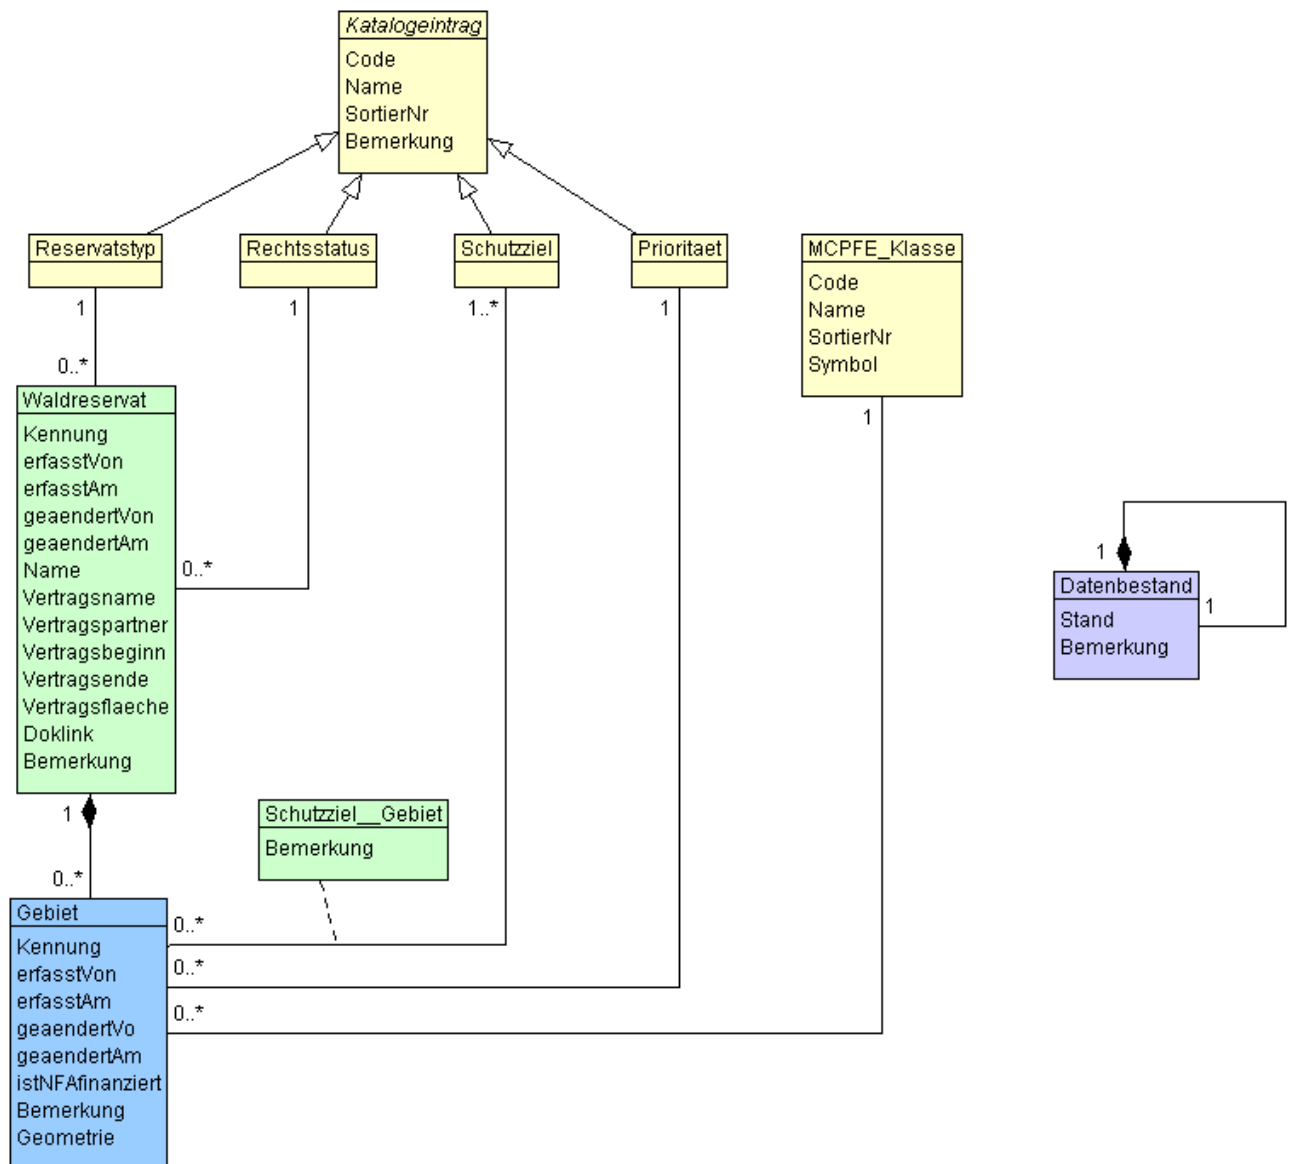 Katalogeintrag
Code
Name
SortierNr
Bemerkung
Reservatstyp
Rechtsstatus
Schutzziel
Prioritaet
MCPFE_Klasse
Code
Name
SortierNr
Symbol
1
1
1..*
1
1
0..*
Waldreservat
Kennung
erfasstVon
erfasstAm
geaendertVon
geaendertAm
Name
Vertragsname
Vertragspartner
Vertragsbeginn
Vertragsende
Vertragsflaeche
Doklink
Bemerkung
0..*
1
Datenbestand
Stand
Bemerkung
1
1
Schutzziel__Gebiet
Bemerkung
0..*
Gebiet
Kennung
erfasstVon
erfasstAm
geaendertVo
geaendertAm
istNFAfinanziert
Bemerkung
Geometrie
0..*
0..*
0..*